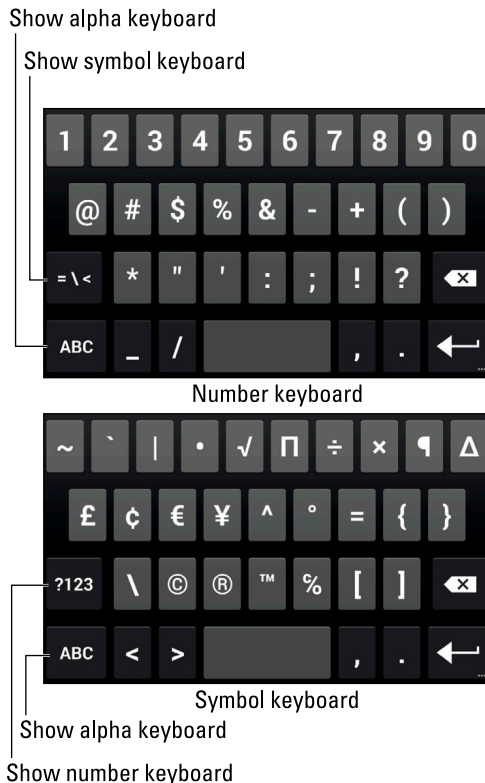 Show alpha keyboard
Show symbol keyboard
1 2 3 4 5 6 7 8 9 0
@ # $ % & - + ( )
= \ < * " ' : ; ! ?
ABC _ / , .
Number keyboard
~ ` | • √ Π ÷ × ¶ Δ
£ ¢ € ¥ ^ ° = { }
?123 \ © ® ™ ℅ [ ]
ABC < > , .
Symbol keyboard
Show alpha keyboard
Show number keyboard